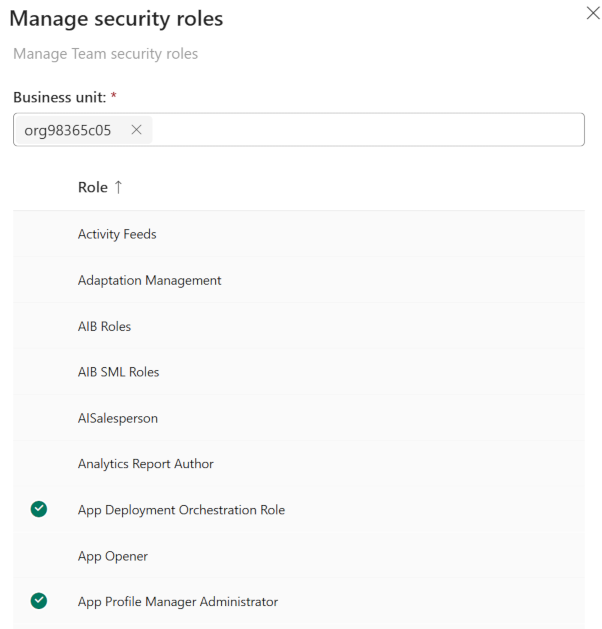 Manage security roles
Manage Team security roles
Business unit: *
org98365c05
Role ↑
Activity Feeds
Adaptation Management
AIB Roles
AIB SML Roles
AISalesperson
Analytics Report Author
App Deployment Orchestration Role
App Opener
App Profile Manager Administrator